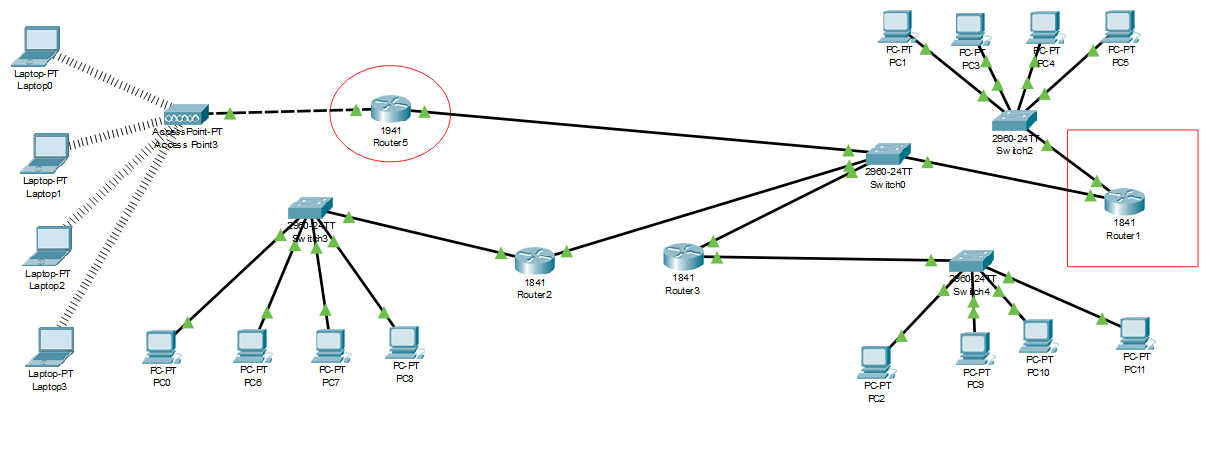 Laptop-PT
Laptop0
AccessPoint-PT
Access Point3
Laptop-PT
Laptop1
Laptop-PT
Laptop2
Laptop-PT
Laptop3
1941
Router5
2960-24TT
Switch3
PC-PT
PC0
PC-PT
PC6
PC-PT
PC7
PC-PT
PC8
1841
Router2
1841
Router3
2960-24TT
Switch0
PC-PT
PC1
PC-PT
PC3
PC-PT
PC4
PC-PT
PC5
2960-24TT
Switch2
1841
Router1
2960-24TT
Switch4
PC-PT
PC2
PC-PT
PC9
PC-PT
PC10
PC-PT
PC11